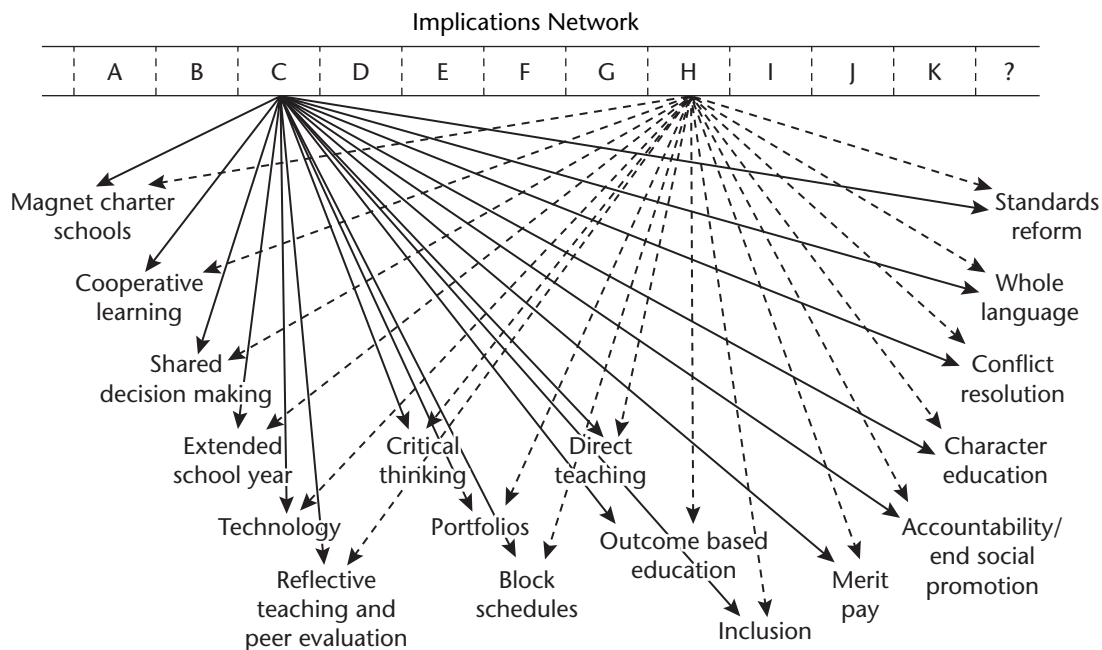 Implications Network
A B C D E F G H I J K ?
Magnet charter
schools
Standards
reform
Cooperative
learning
Whole
language
Shared
decision making
Conflict
resolution
Extended
school year
Critical
thinking
Direct
teaching
Character
education
Technology
Portfolios
Outcome based
education
Accountability/
end social
promotion
Reflective
teaching and
peer evaluation
Block
schedules
Merit
pay
Inclusion